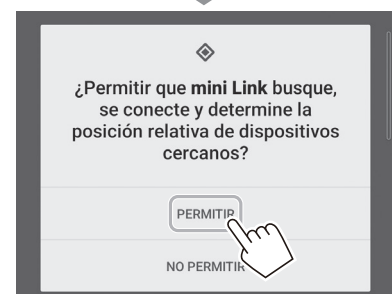 ¿Permitir que mini Link busque,
se conecte y determine la
posición relativa de dispositivos
cercanos?
PERMITIR
NO PERMITIR